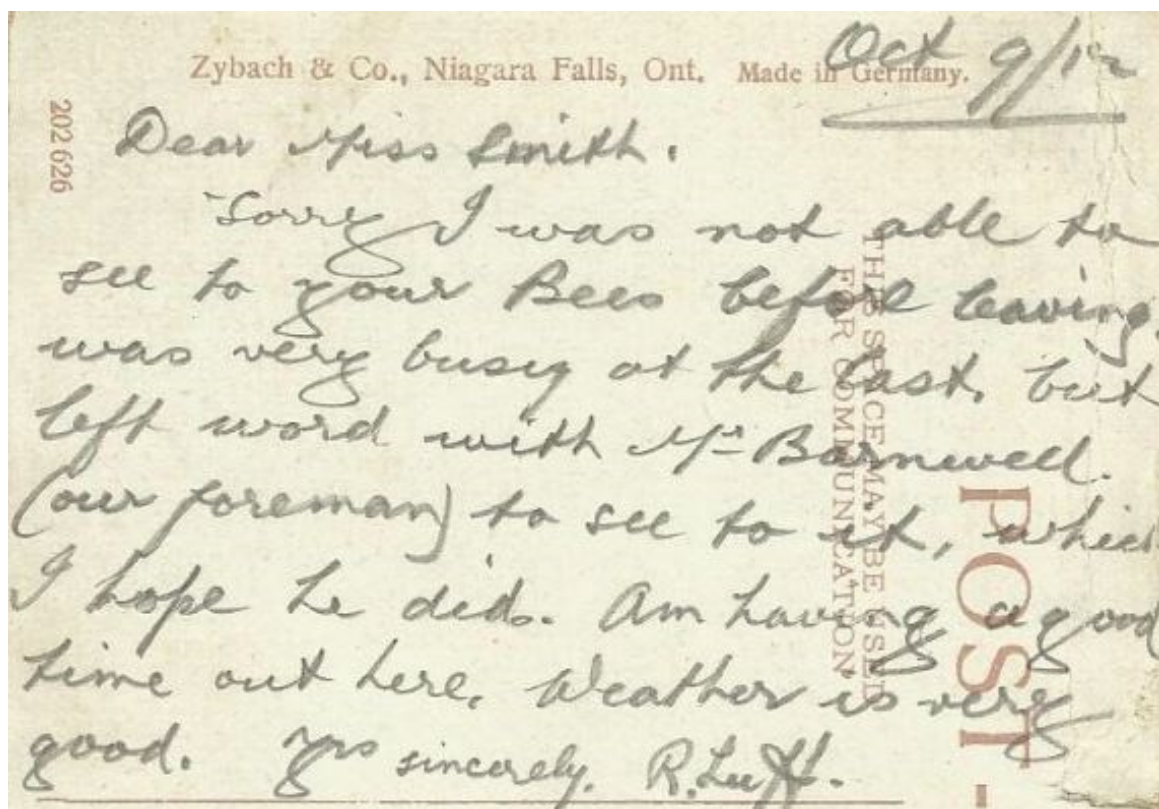 Zybach & Co., Niagara Falls, Ont. Made in Germany.
Oct 9/12
202 626
Dear Miss Smith.
Sorry I was not able to
see to your Bees before leaving.
was very busy at the last, but
left word with Mr Barnwell.
(our foreman) to see to it, which
I hope he did. Am having a good
time out here. Weather is very
good. yrs sincerely. R. Luff.
THIS SPACE MAY BE USED
FOR COMMUNICATION.
POST -